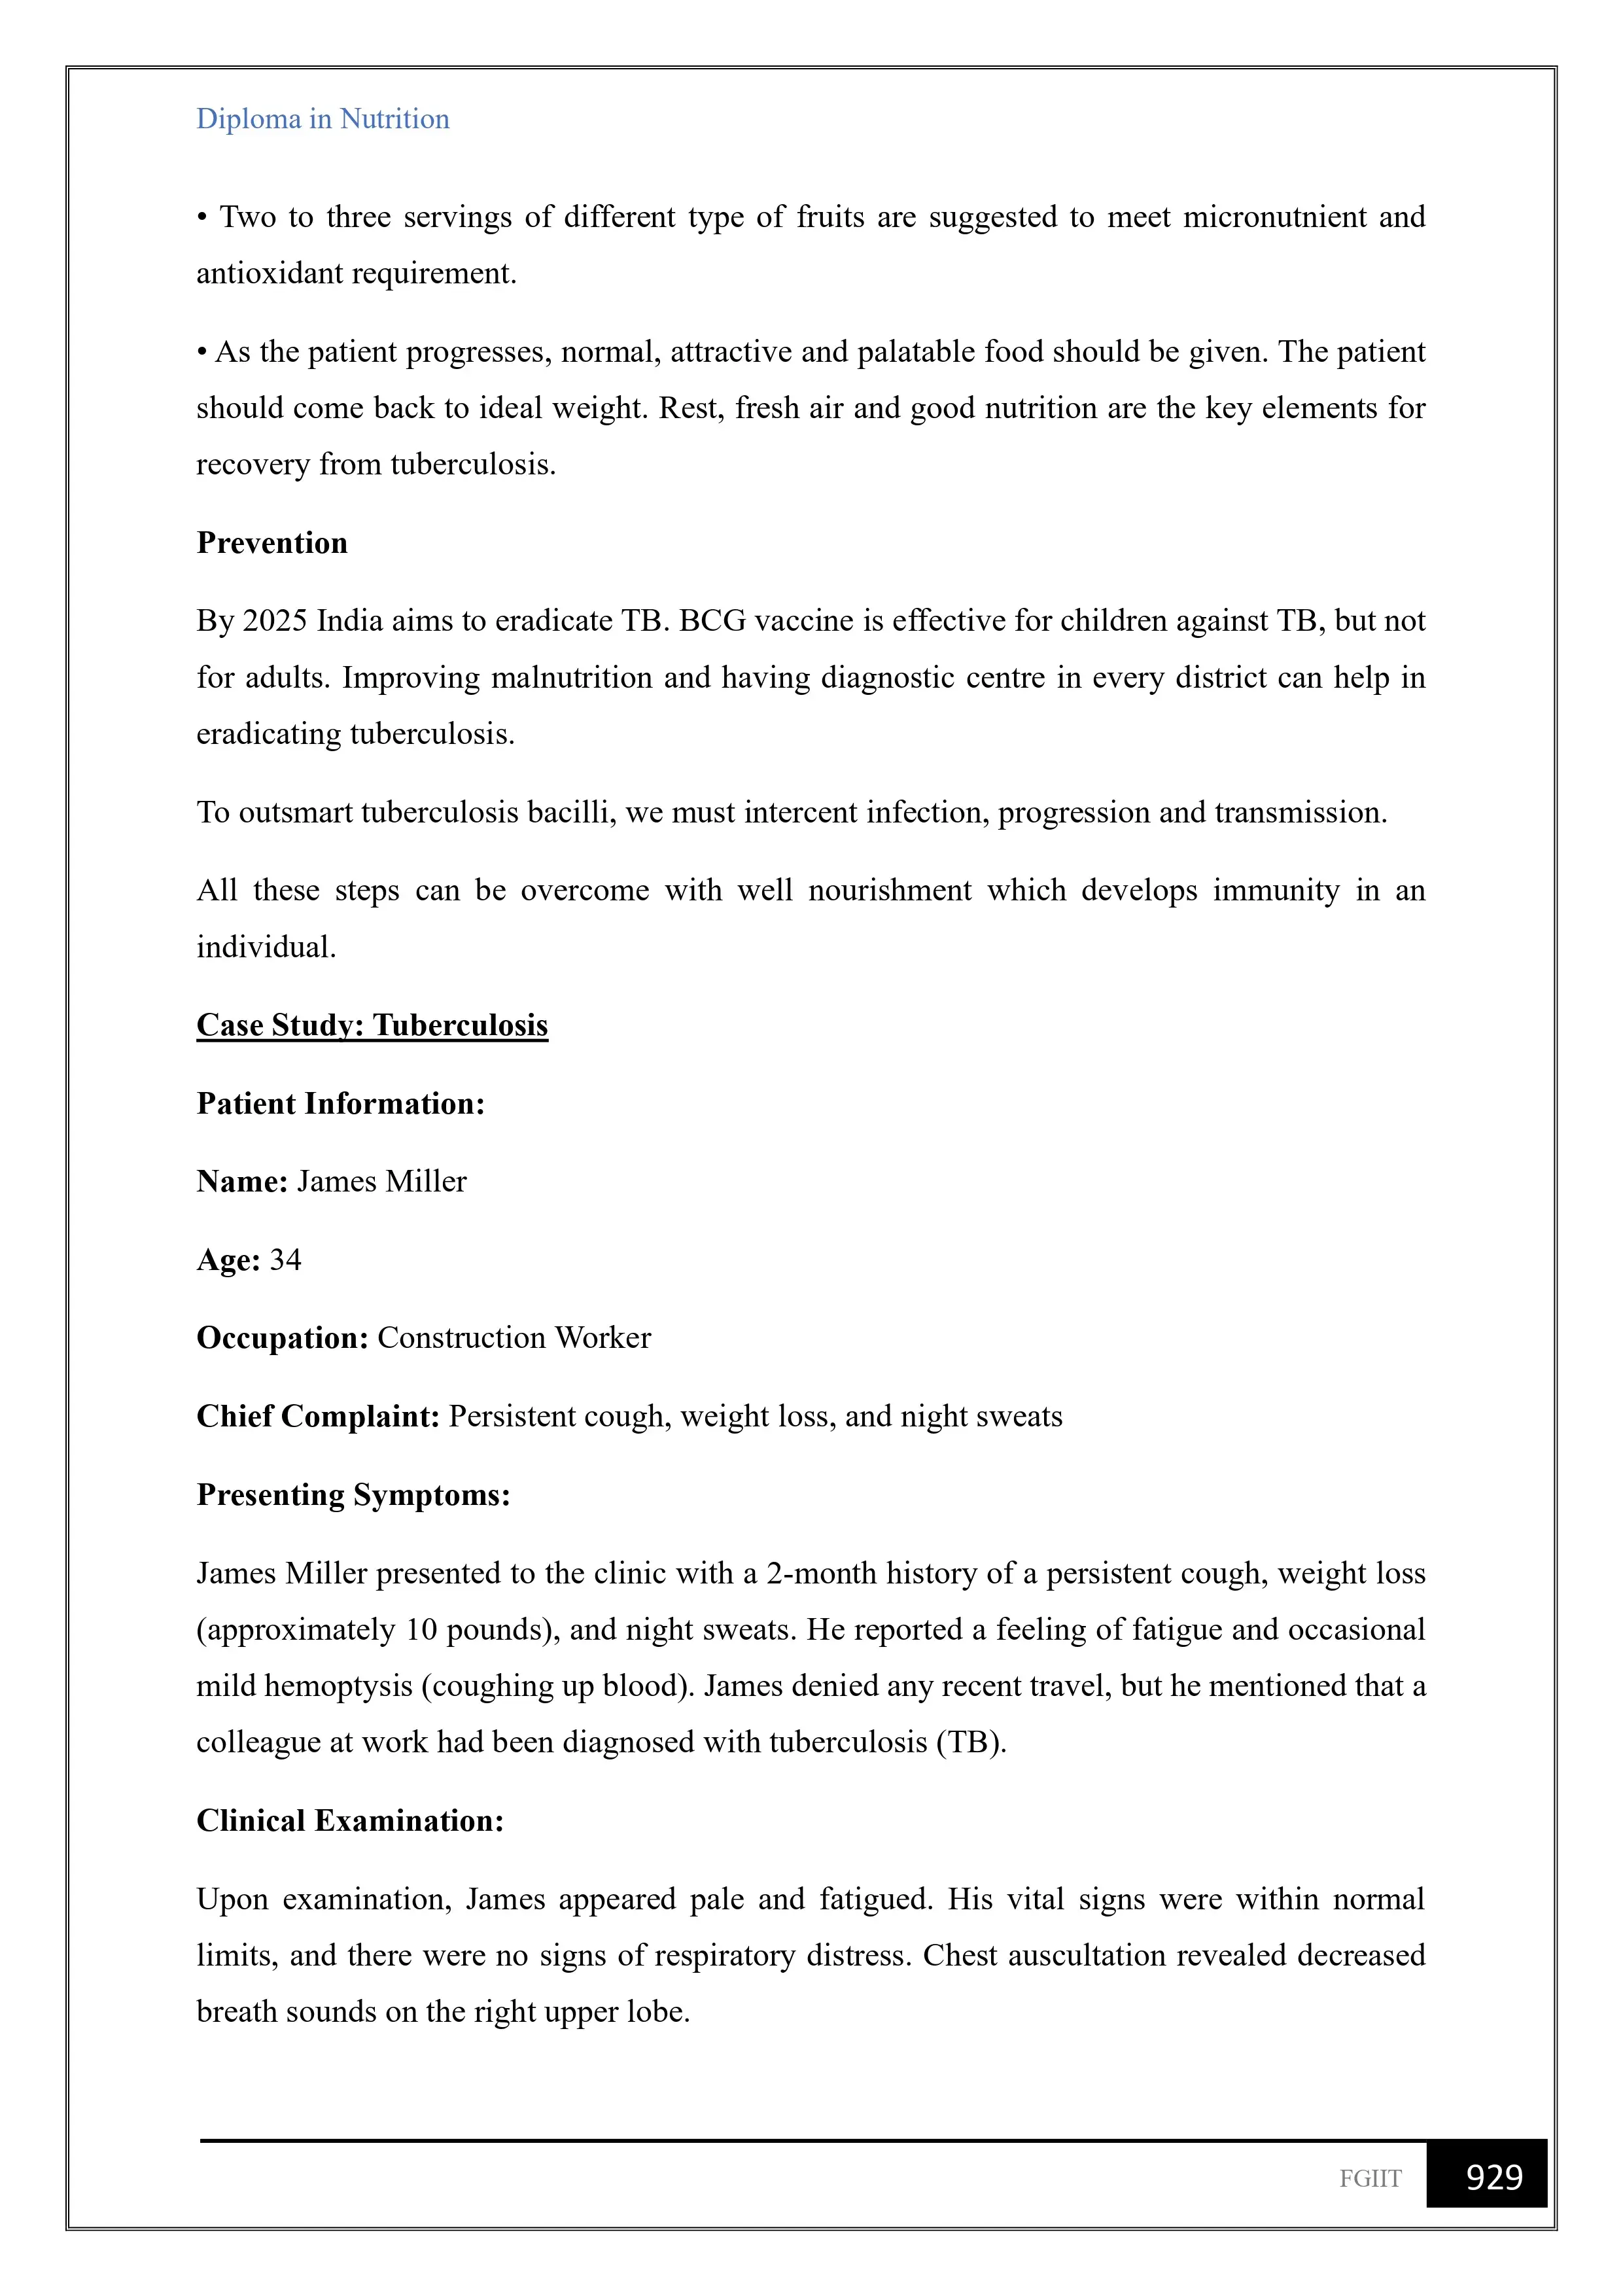 Diploma in Nutrition
• Two to three servings of different type of fruits are suggested to meet micronutnient and
antioxidant requirement.
• As the patient progresses, normal, attractive and palatable food should be given. The patient
should come back to ideal weight. Rest, fresh air and good nutrition are the key elements for
recovery from tuberculosis.
Prevention
By 2025 India aims to eradicate TB. BCG vaccine is effective for children against TB, but not
for adults. Improving malnutrition and having diagnostic centre in every district can help in
eradicating tuberculosis.
To outsmart tuberculosis bacilli, we must intercent infection, progression and transmission.
All these steps can be overcome with well nourishment which develops immunity in an
individual.
Case Study: Tuberculosis
Patient Information:
Name: James Miller
Age: 34
Occupation: Construction Worker
Chief Complaint: Persistent cough, weight loss, and night sweats
Presenting Symptoms:
James Miller presented to the clinic with a 2-month history of a persistent cough, weight loss
(approximately 10 pounds), and night sweats. He reported a feeling of fatigue and occasional
mild hemoptysis (coughing up blood). James denied any recent travel, but he mentioned that a
colleague at work had been diagnosed with tuberculosis (TB).
Clinical Examination:
Upon examination, James appeared pale and fatigued. His vital signs were within normal
limits, and there were no signs of respiratory distress. Chest auscultation revealed decreased
breath sounds on the right upper lobe.
FGIIT 929